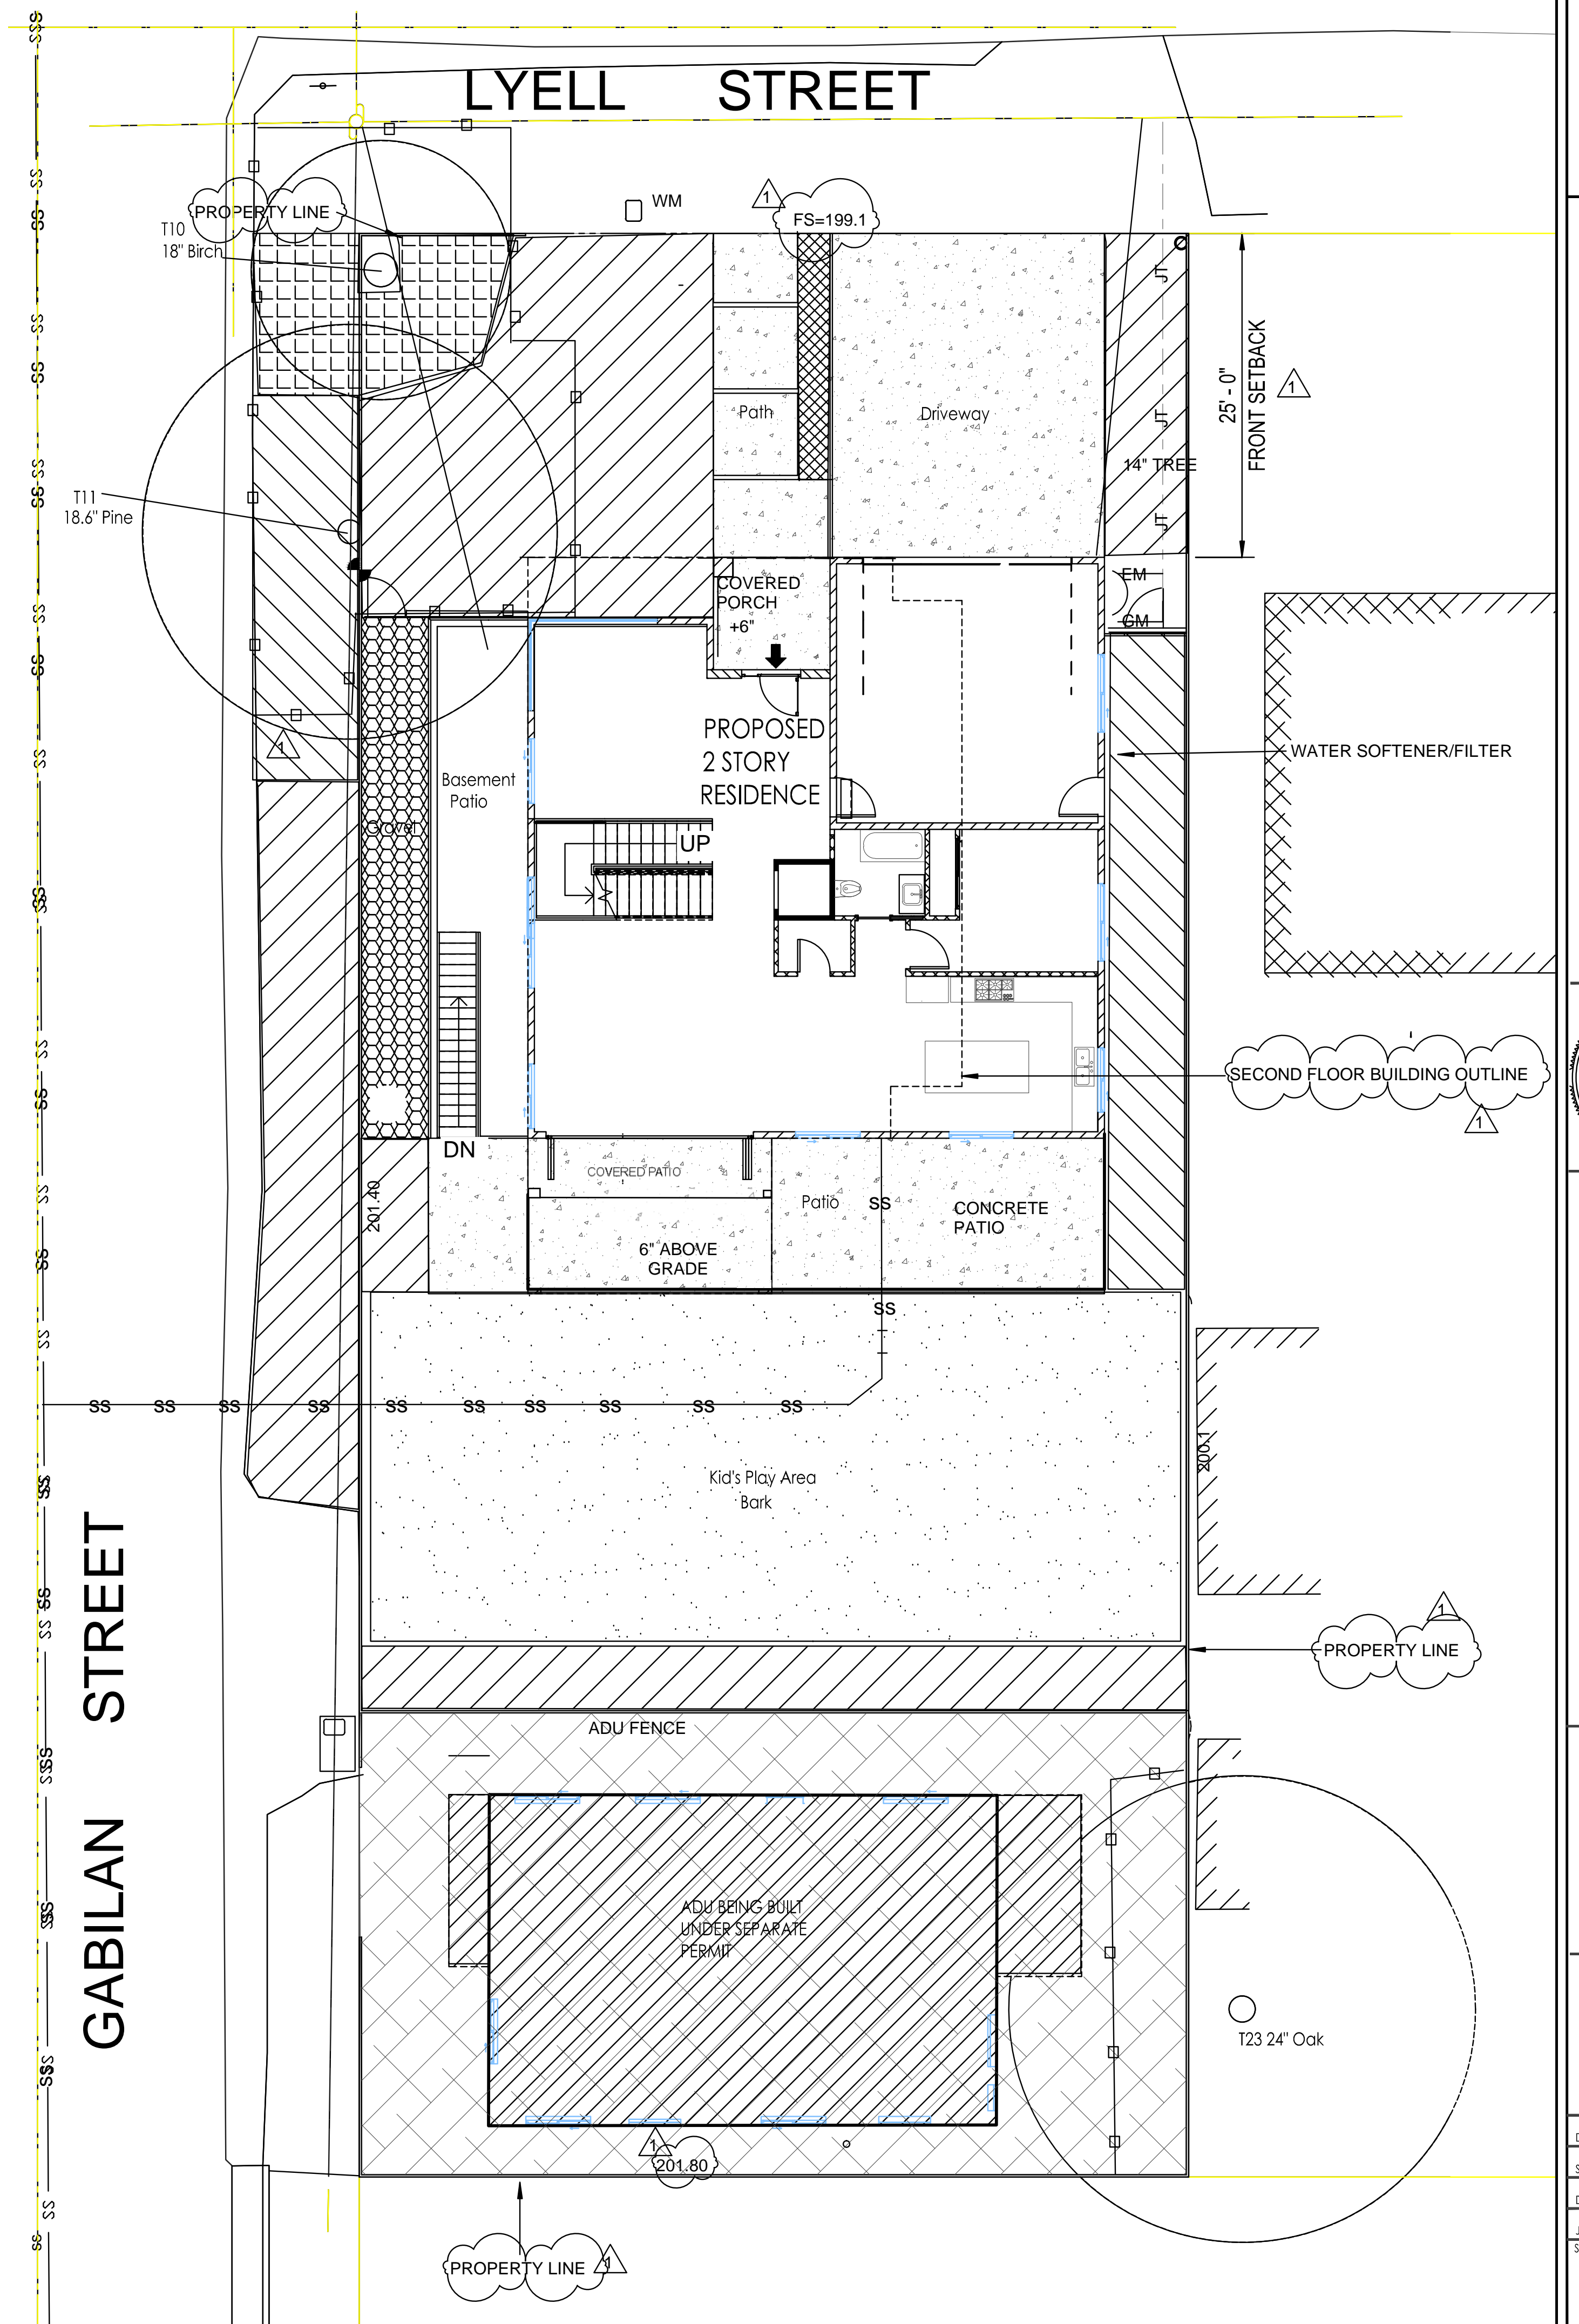 LYELL STREET
PROPERTY LINE
T10
18" Birch
WM
1
FS=199.1
JT
25' - 0"
FRONT SETBACK
1
Path
Driveway
JT
14" TREE
T11
18.6" Pine
JT
COVERED
PORCH
+6"
EM
GM
1
PROPOSED
2 STORY
RESIDENCE
WATER SOFTENER/FILTER
Basement
Patio
Gravel
UP
SECOND FLOOR BUILDING OUTLINE
1
DN
COVERED PATIO
201.40
Patio
SS
CONCRETE
PATIO
6" ABOVE
GRADE
SS
SS SS SS SS SS SS SS SS SS SS
200.1
Kid's Play Area
Bark
GABILAN STREET
1
PROPERTY LINE
ADU FENCE
ADU BEING BUILT
UNDER SEPARATE
PERMIT
T23 24" Oak
1
201.80
PROPERTY LINE
1